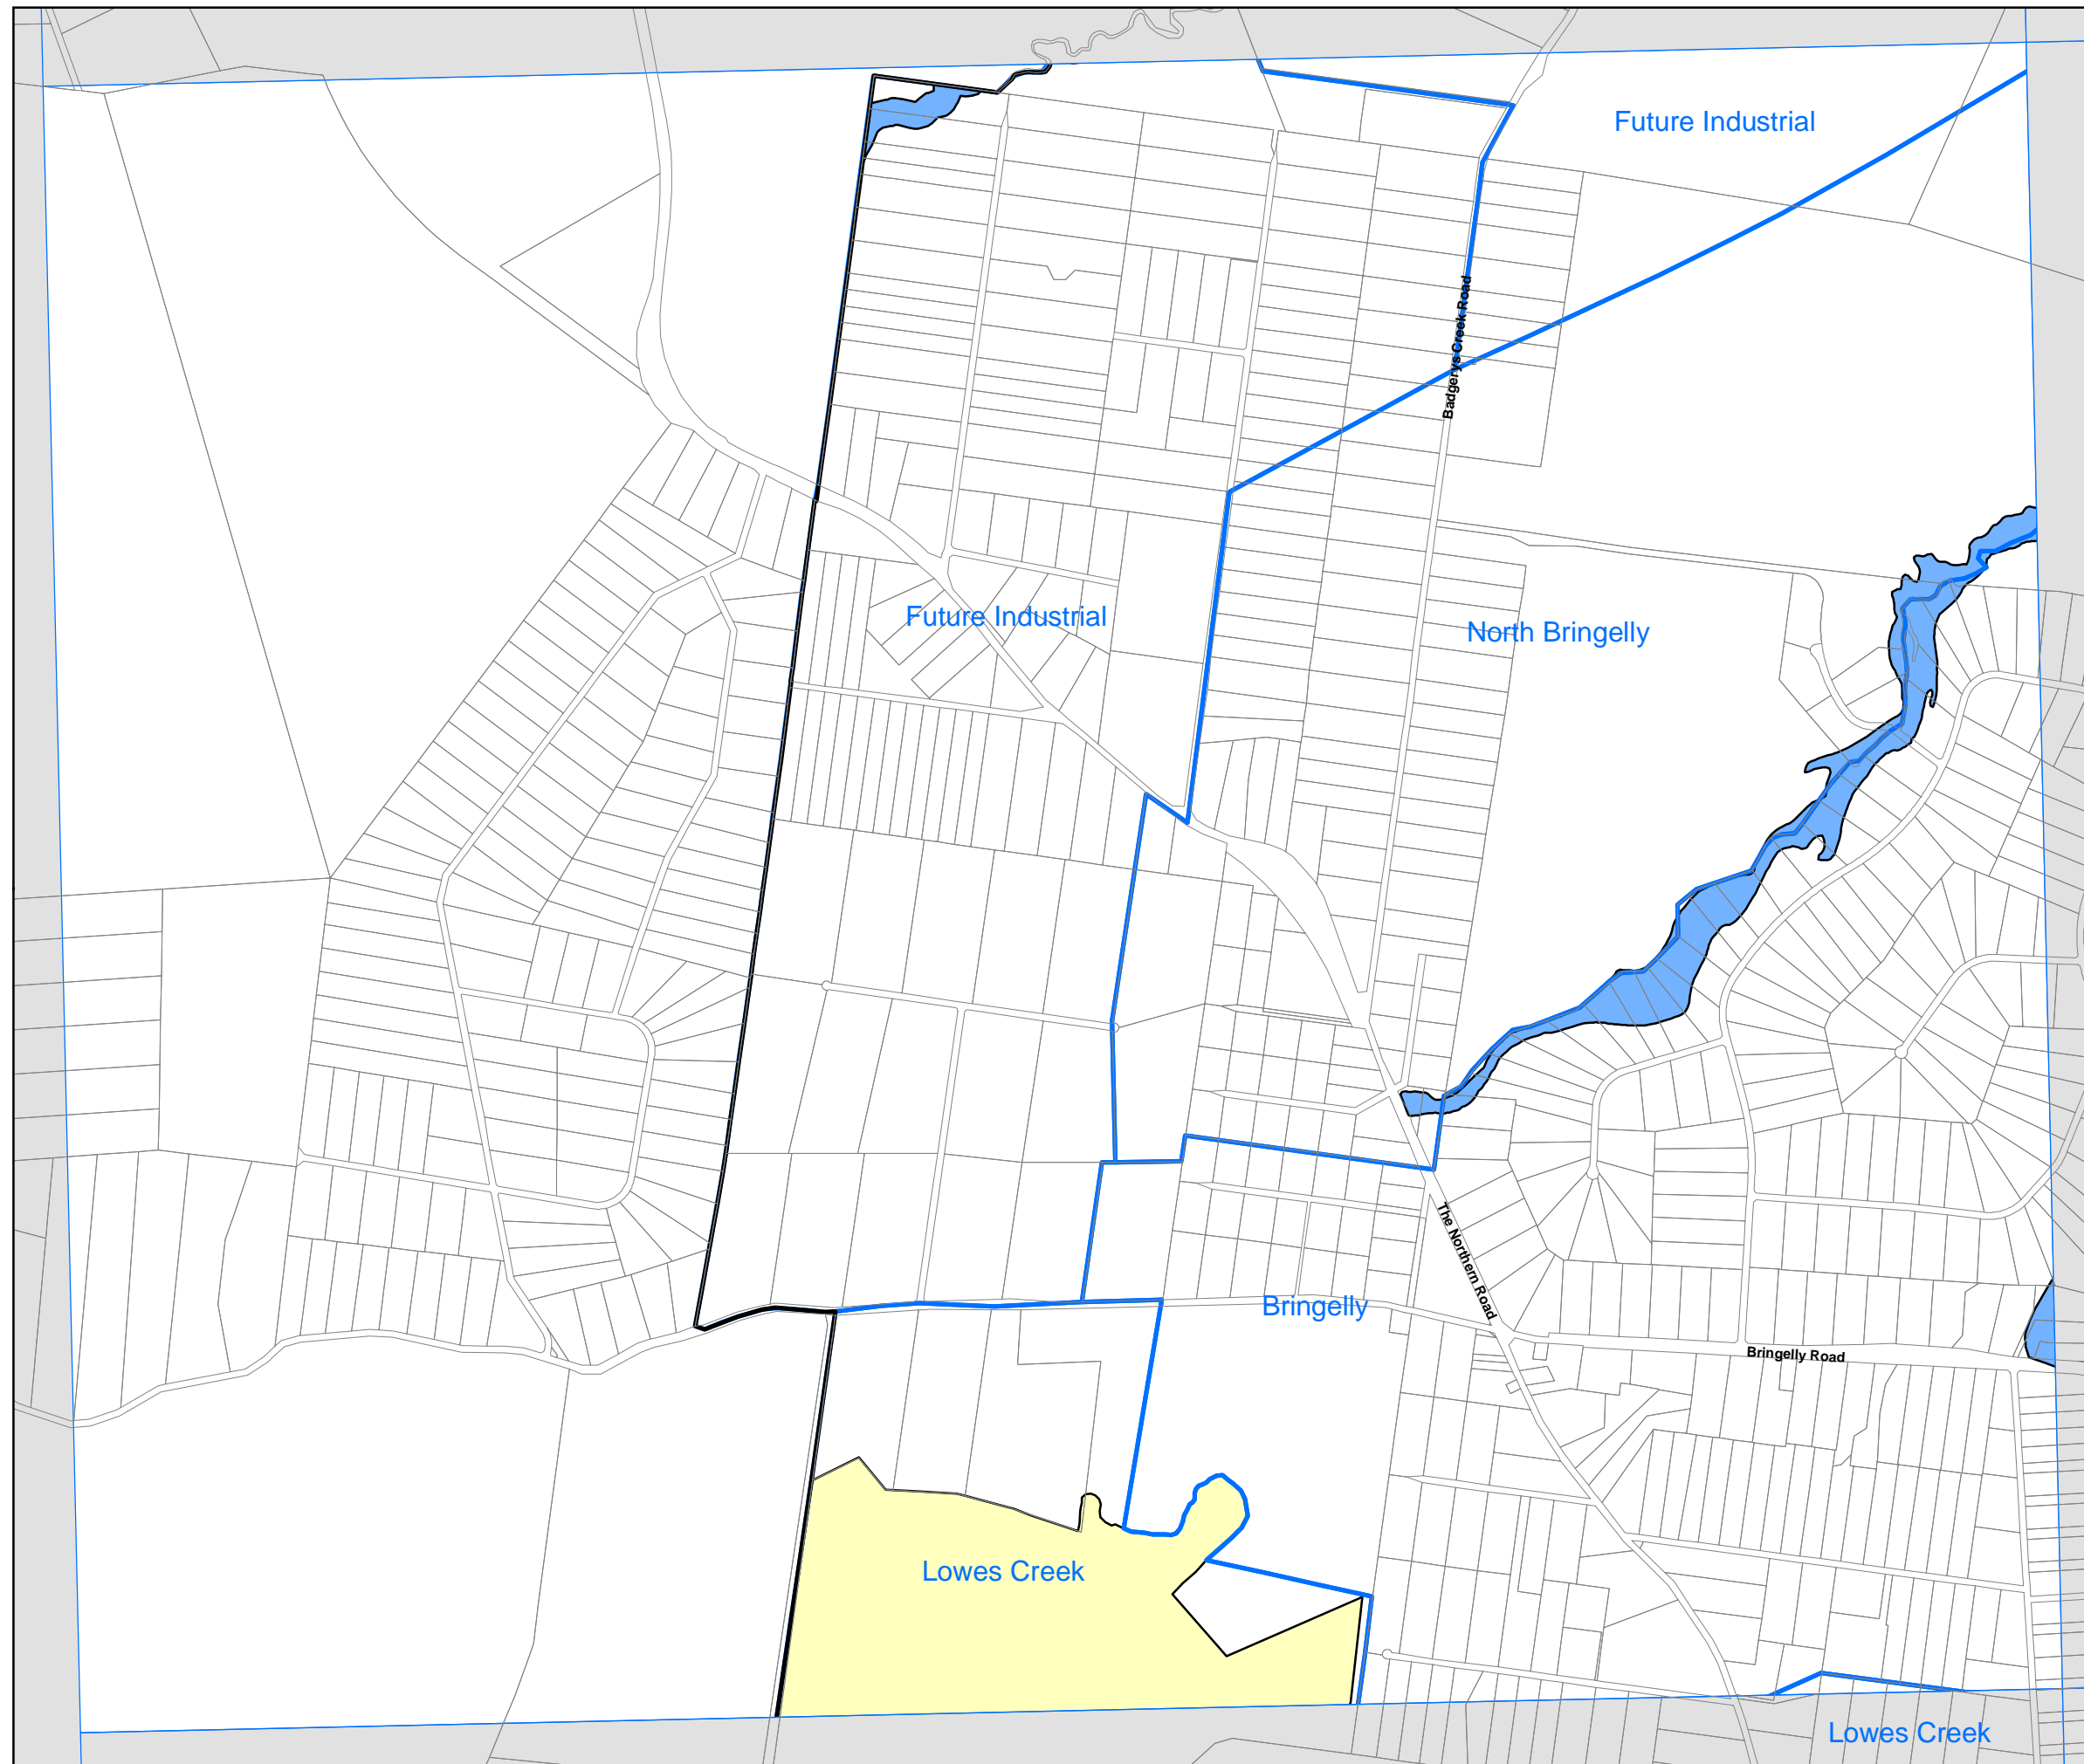 Future Industrial
Badgerys Creek Road
Future Industrial
North Bringelly
The Northern Road
Bringelly
Bringelly Road
Lowes Creek
Lowes Creek